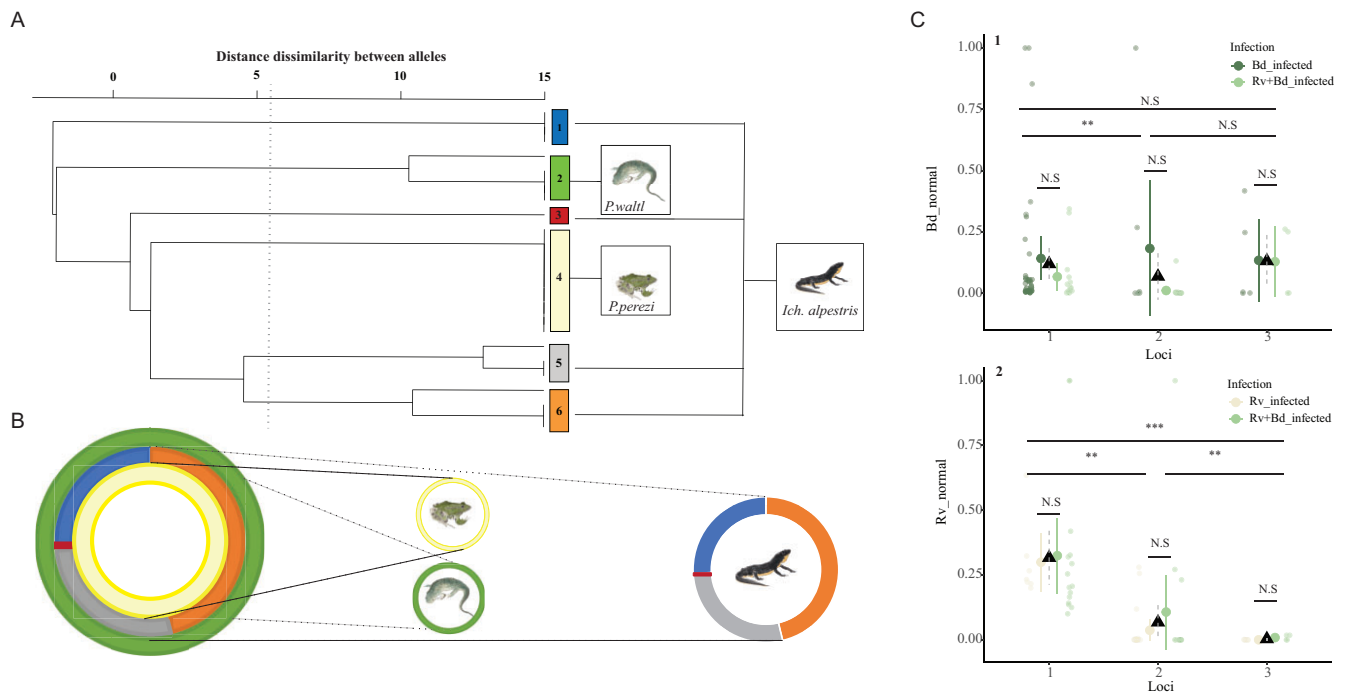 A
Distance dissimilarity between alleles
0 5 10 15
1
2
P.waltl
3
4
P.perezi
Ich. alpestris
5
6
B
C
1
Infection
Bd_infected
Rv+Bd_infected
Bd_normal
1.00
0.75
0.50
0.25
0.00
N.S
** N.S
N.S N.S N.S
1 2 3
Loci
2
Infection
Rv_infected
Rv+Bd_infected
Rv_normal
1.00
0.75
0.50
0.25
0.00
***
** **
N.S N.S N.S
1 2 3
Loci